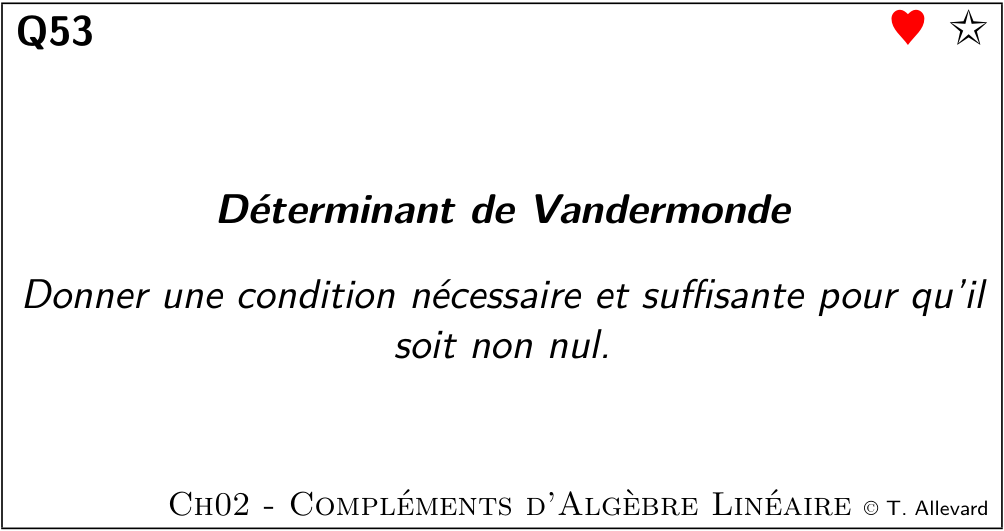 Q53
Déterminant de Vandermonde
Donner une condition nécessaire et suffisante pour qu'il
soit non nul.
Ch02 - Compléments d'Algèbre Linéaire © T. Allevard